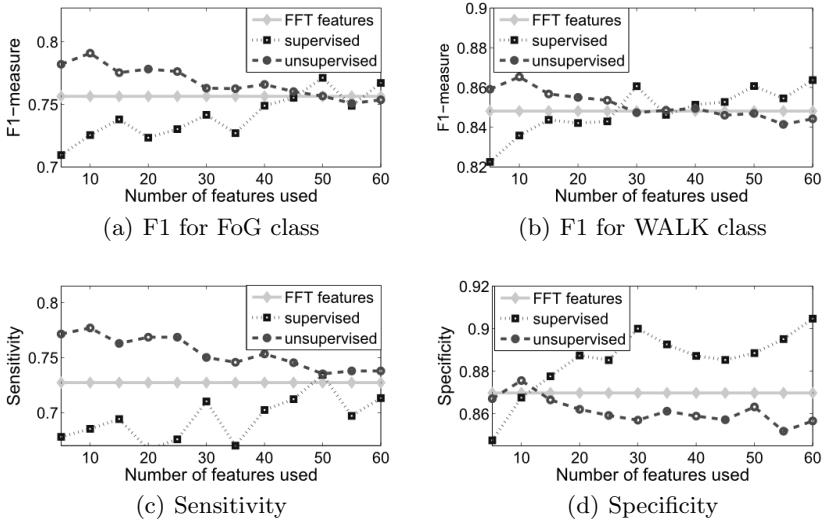 0.8
0.75
0.7
F1−measure
FFT features
supervised
unsupervised
10 20 30 40 50 60
Number of features used
(a) F1 for FoG class
0.9
0.88
0.86
0.84
0.82
F1−measure
FFT features
supervised
unsupervised
10 20 30 40 50 60
Number of features used
(b) F1 for WALK class
0.8
0.75
0.7
Sensitivity
FFT features
supervised
unsupervised
10 20 30 40 50 60
Number of features used
(c) Sensitivity
0.92
0.9
0.88
0.86
Specificity
FFT features
supervised
unsupervised
10 20 30 40 50 60
Number of features used
(d) Specificity